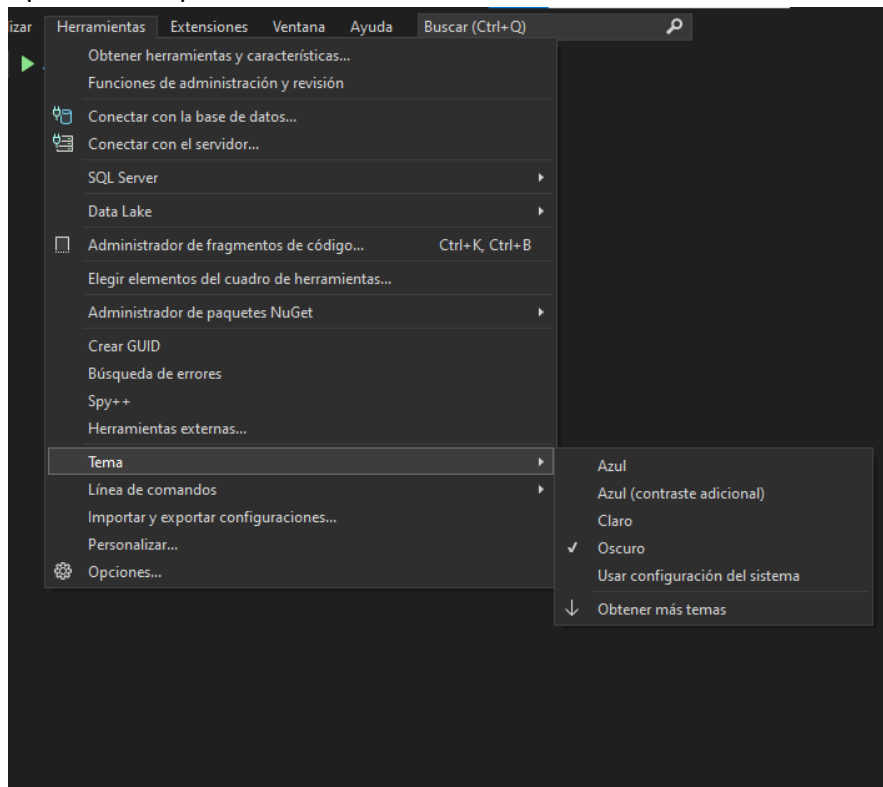 izar Herramientas Extensiones Ventana Ayuda Buscar (Ctrl+Q)
Obtener herramientas y características...
Funciones de administración y revisión
Conectar con la base de datos...
Conectar con el servidor...
SQL Server
Data Lake
Administrador de fragmentos de código... Ctrl+K, Ctrl+B
Elegir elementos del cuadro de herramientas...
Administrador de paquetes NuGet
Crear GUID
Búsqueda de errores
Spy++
Herramientas externas...
Tema
Línea de comandos
Importar y exportar configuraciones...
Personalizar...
Opciones...
Azul
Azul (contraste adicional)
Claro
Oscuro
Usar configuración del sistema
Obtener más temas